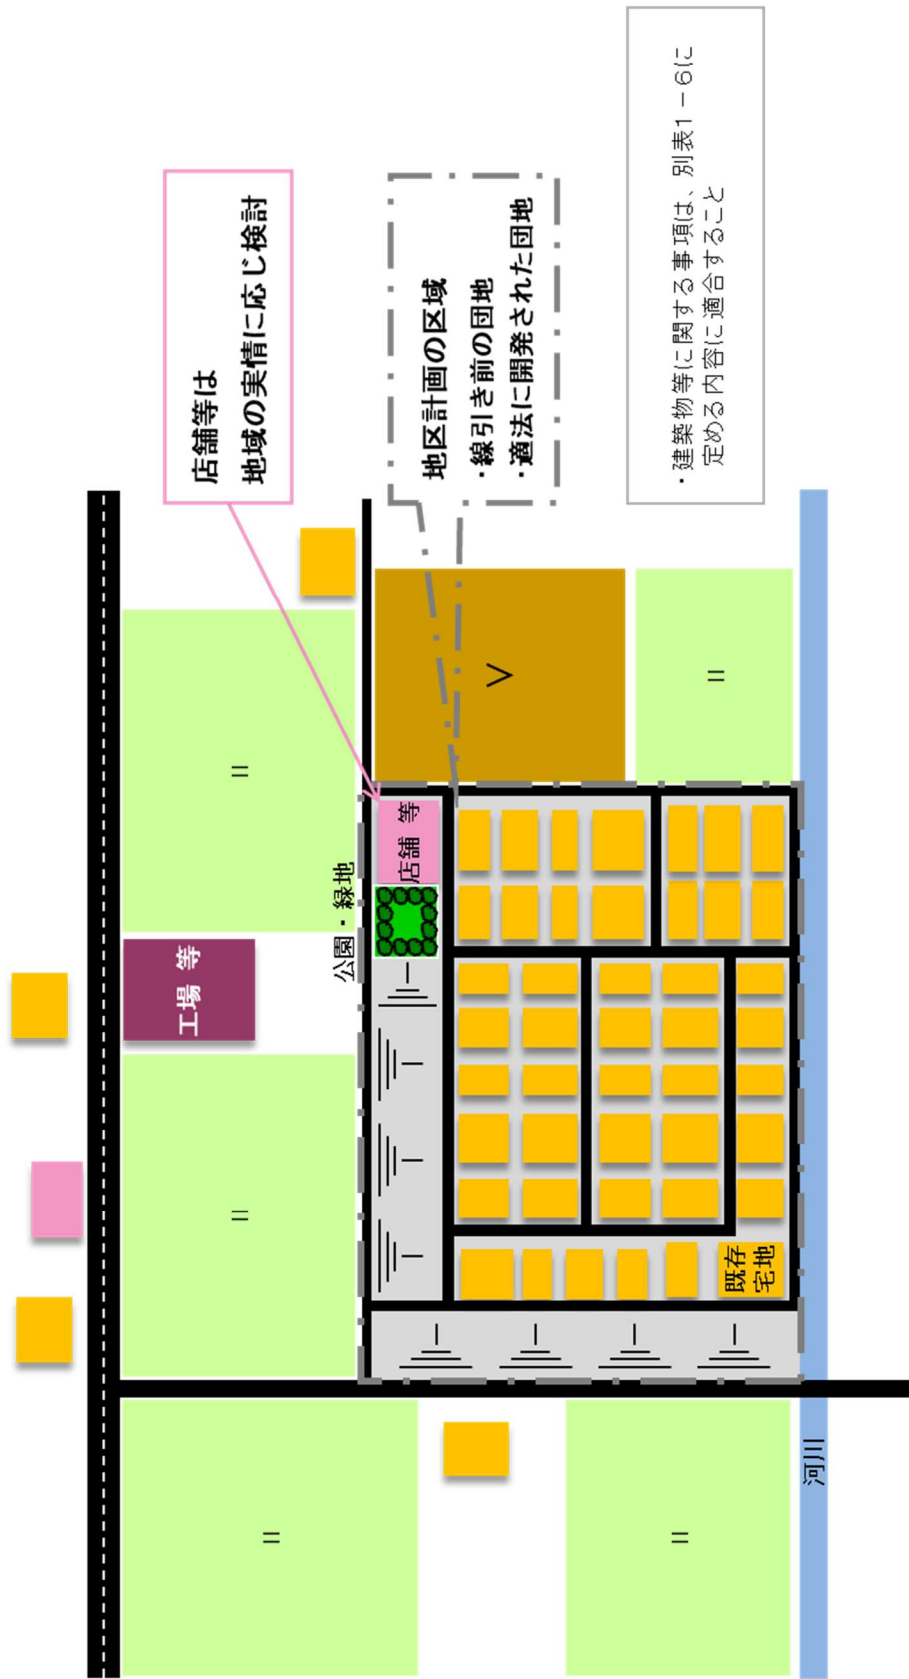 店舗等は
地域の実情に応じ検討
地区計画の区域
・線引き前の団地
・適法に開発された団地
・建築物等に関する事項は、別表1－6に
定める内容に適合すること
工場 等
公園・緑地
店舗 等
既存
宅地
河川